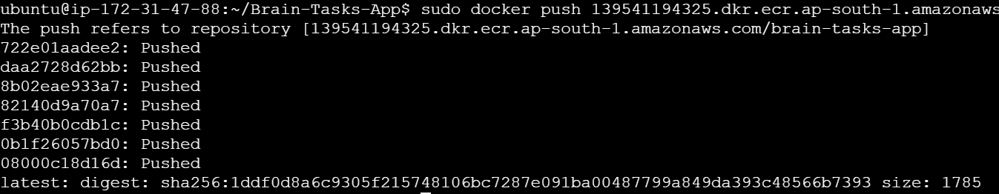 ubuntu@ip-172-31-47-88:~/Brain-Tasks-App$ sudo docker push 139541194325.dkr.ecr.ap-south-1.amazonaws
The push refers to repository [139541194325.dkr.ecr.ap-south-1.amazonaws.com/brain-tasks-app]
722e01aadee2: Pushed
daa2728d62bb: Pushed
8b02eae933a7: Pushed
82140d9a70a7: Pushed
f3b40b0cdb1c: Pushed
0b1f26057bd0: Pushed
08000c18d16d: Pushed
latest: digest: sha256:1ddf0d8a6c9305f215748106bc7287e091ba00487799a849da393c48566b7393 size: 1785